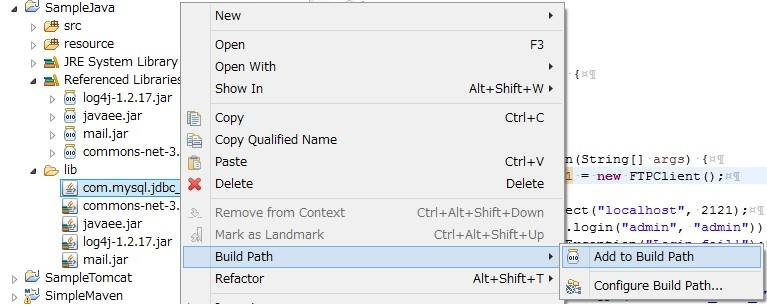 SampleJava
src
resource
JRE System Library
Referenced Libraries
log4j-1.2.17.jar
javaee.jar
mail.jar
commons-net-3.
lib
com.mysql.jdbc_
commons-net-3.
javaee.jar
log4j-1.2.17.jar
mail.jar
SampleTomcat
SimpleMaven
New
Open F3
Open With
Show In Alt+Shift+W
Copy Ctrl+C
Copy Qualified Name
Paste Ctrl+V
Delete Delete
Remove from Context Ctrl+Alt+Shift+Down
Mark as Landmark Ctrl+Alt+Shift+Up
Build Path
Refactor Alt+Shift+T
Add to Build Path
Configure Build Path...
{
(String[] args) {
= new FTPClient();
ect("localhost", 2121);
.login("admin", "admin"))